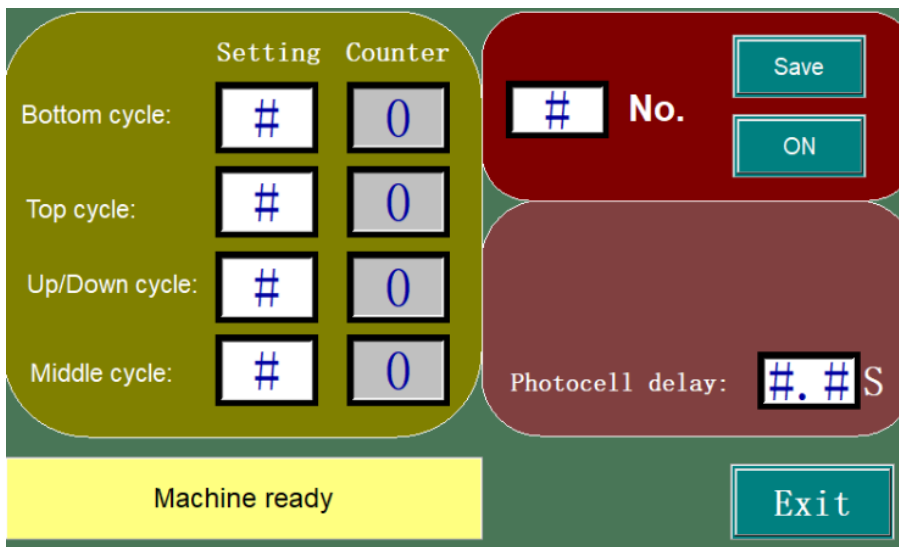 Setting Counter
Bottom cycle: # 0
Top cycle: # 0
Up/Down cycle: # 0
Middle cycle: # 0
Machine ready
# No.
Save
ON
Photocell delay: #.# S
Exit